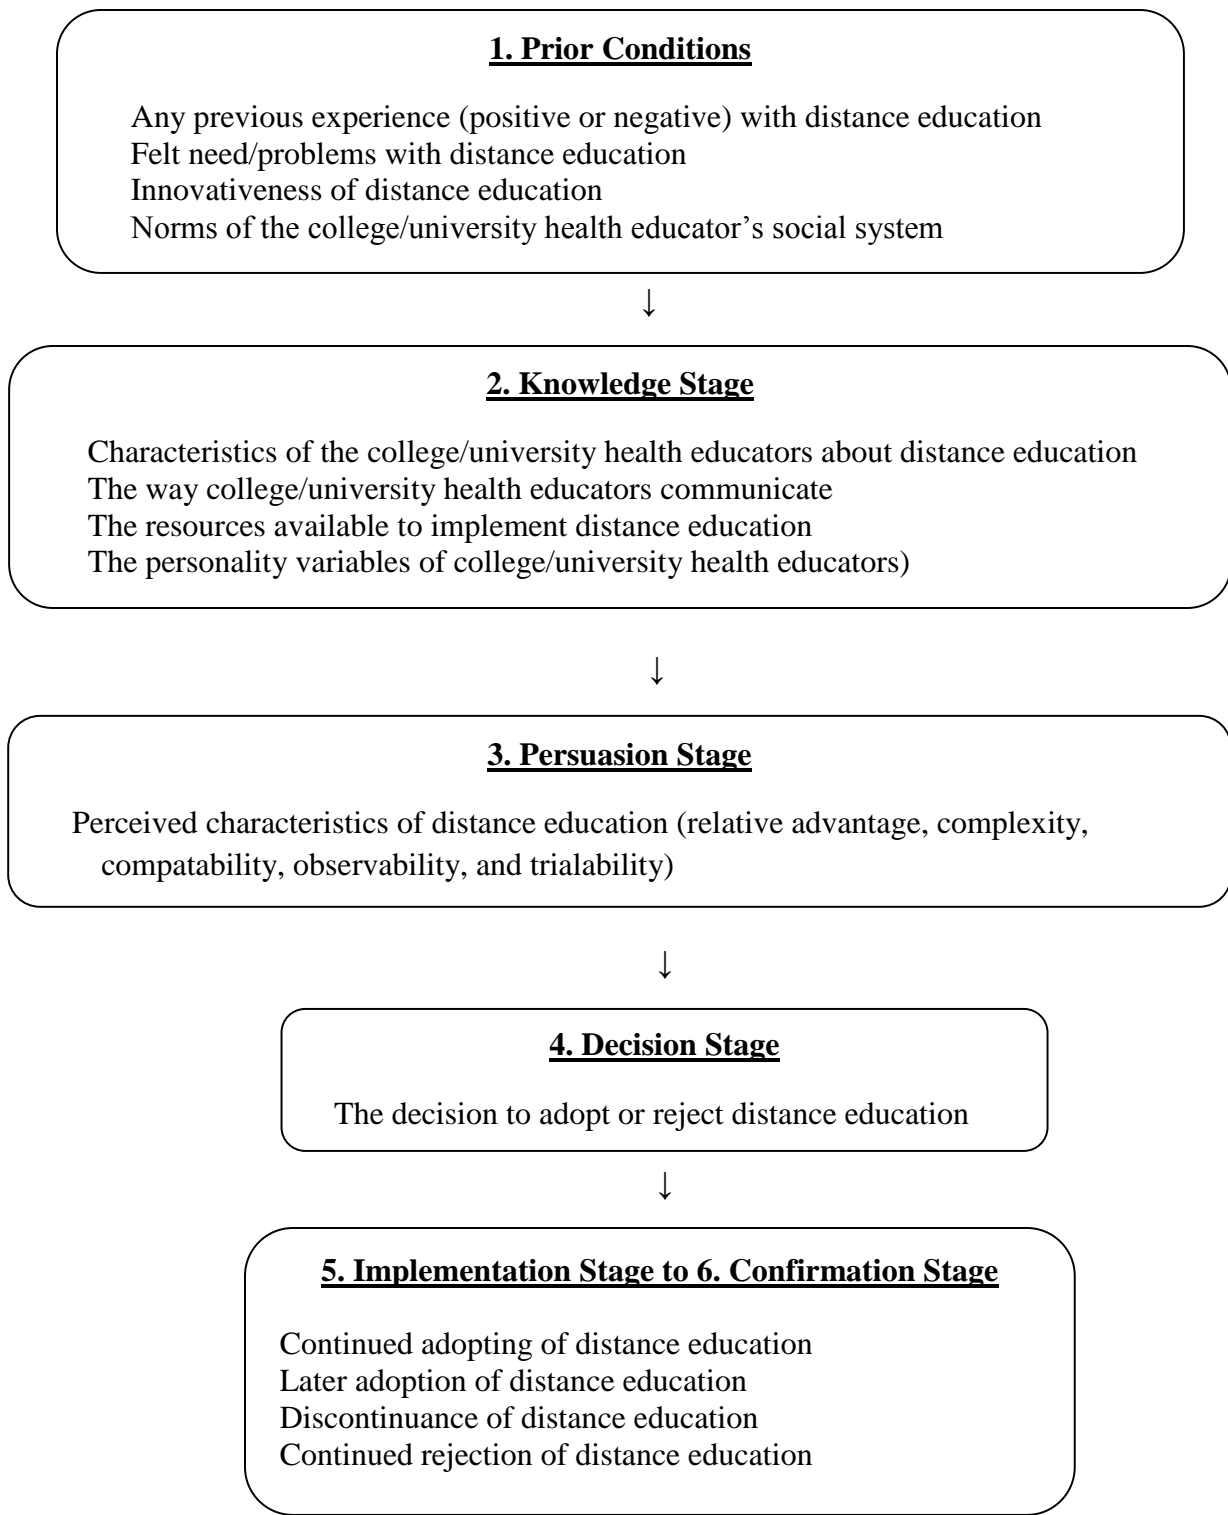 1. Prior Conditions
Any previous experience (positive or negative) with distance education
Felt need/problems with distance education
Innovativeness of distance education
Norms of the college/university health educator’s social system
↓
2. Knowledge Stage
Characteristics of the college/university health educators about distance education
The way college/university health educators communicate
The resources available to implement distance education
The personality variables of college/university health educators)
↓
3. Persuasion Stage
Perceived characteristics of distance education (relative advantage, complexity,
compatability, observability, and trialability)
↓
4. Decision Stage
The decision to adopt or reject distance education
↓
5. Implementation Stage to 6. Confirmation Stage
Continued adopting of distance education
Later adoption of distance education
Discontinuance of distance education
Continued rejection of distance education